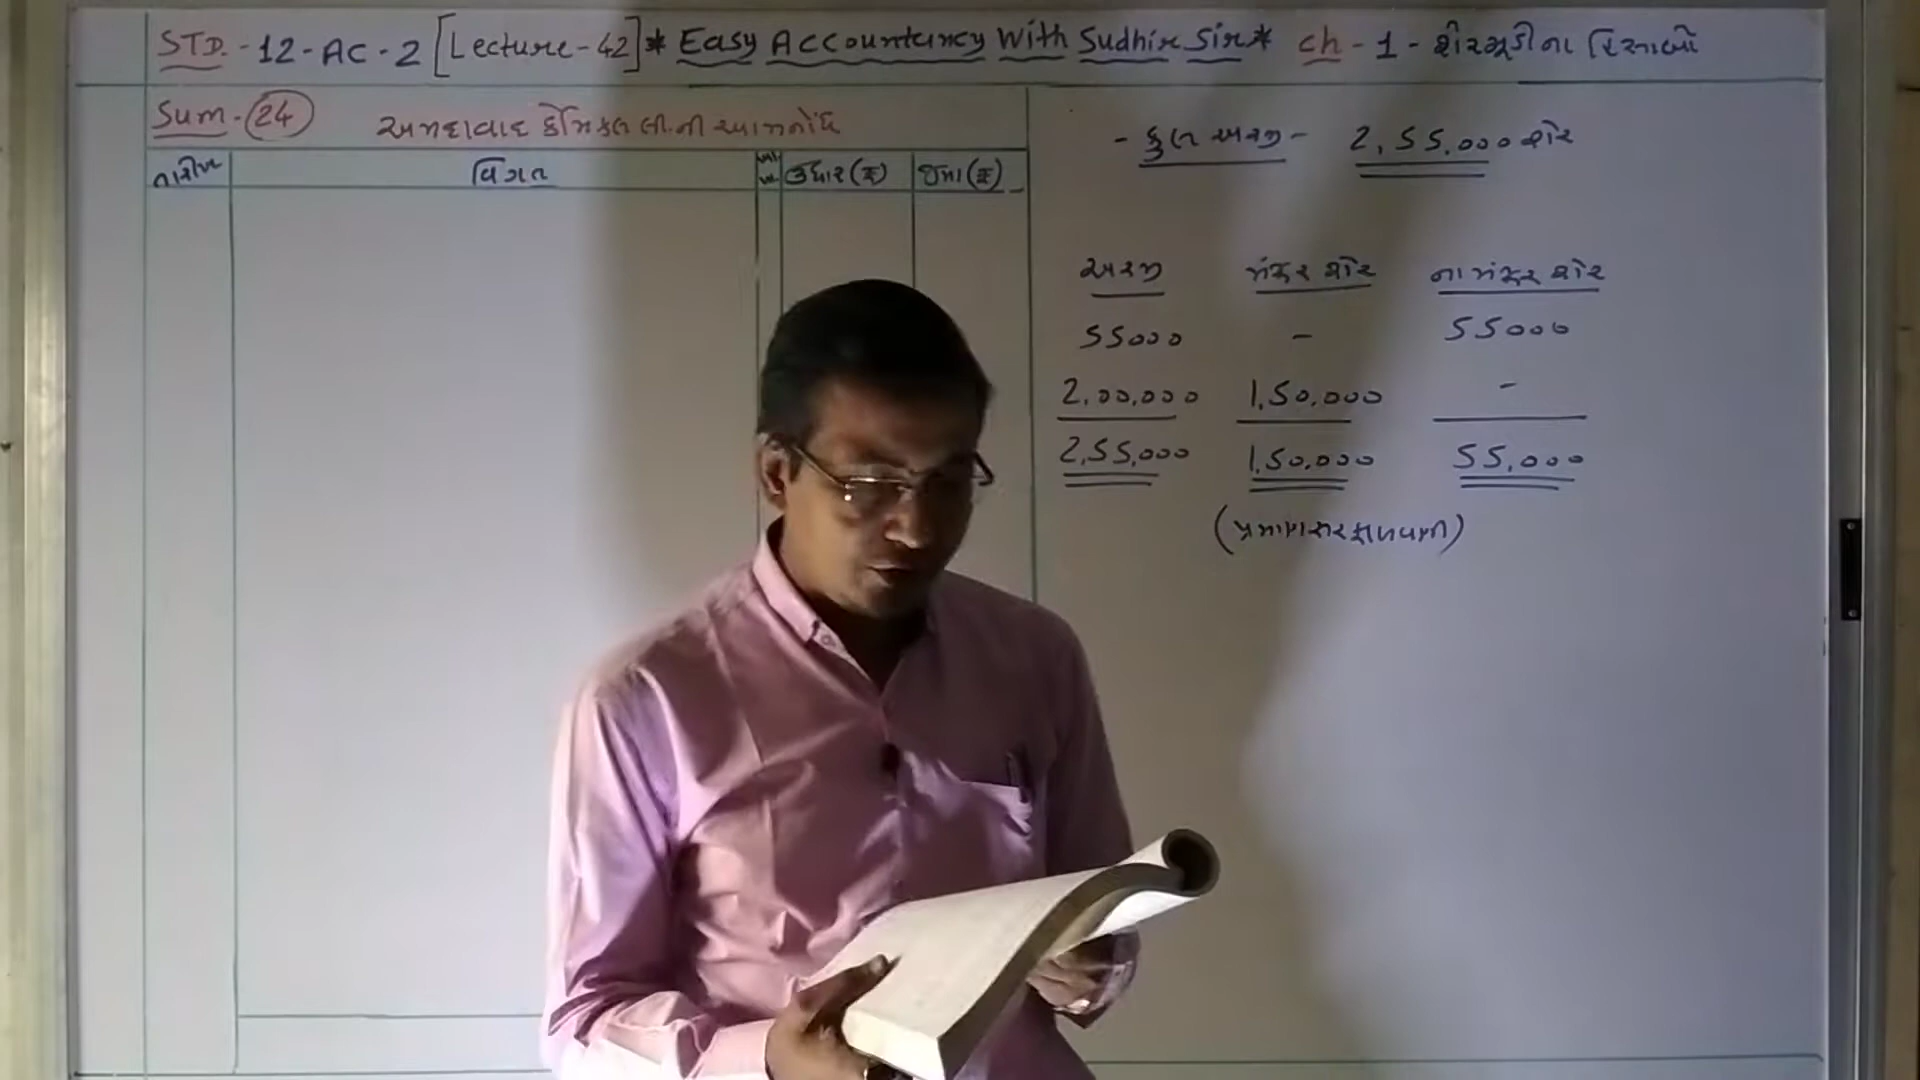 STD. - 12 - AC - 2 [Lecture - 42] * Easy Accountancy With Sudhir Sir * ch - 1 - શેરમૂડીના હિસાબો
Sum. 24 અમદાવાદ કેમિકલ લી.ની આમનોંધ
તારીખ વિગત ઉધાર (₹) જમા (₹)
- કુલ અરજી - 2,55,000 શેર
અરજી મંજૂર શેર નામંજૂર શેર
55000 - 55000
2,00,000 1,50,000 -
2,55,000 1,50,000 55,000
(પ્રમાણસર ફાળવણી)